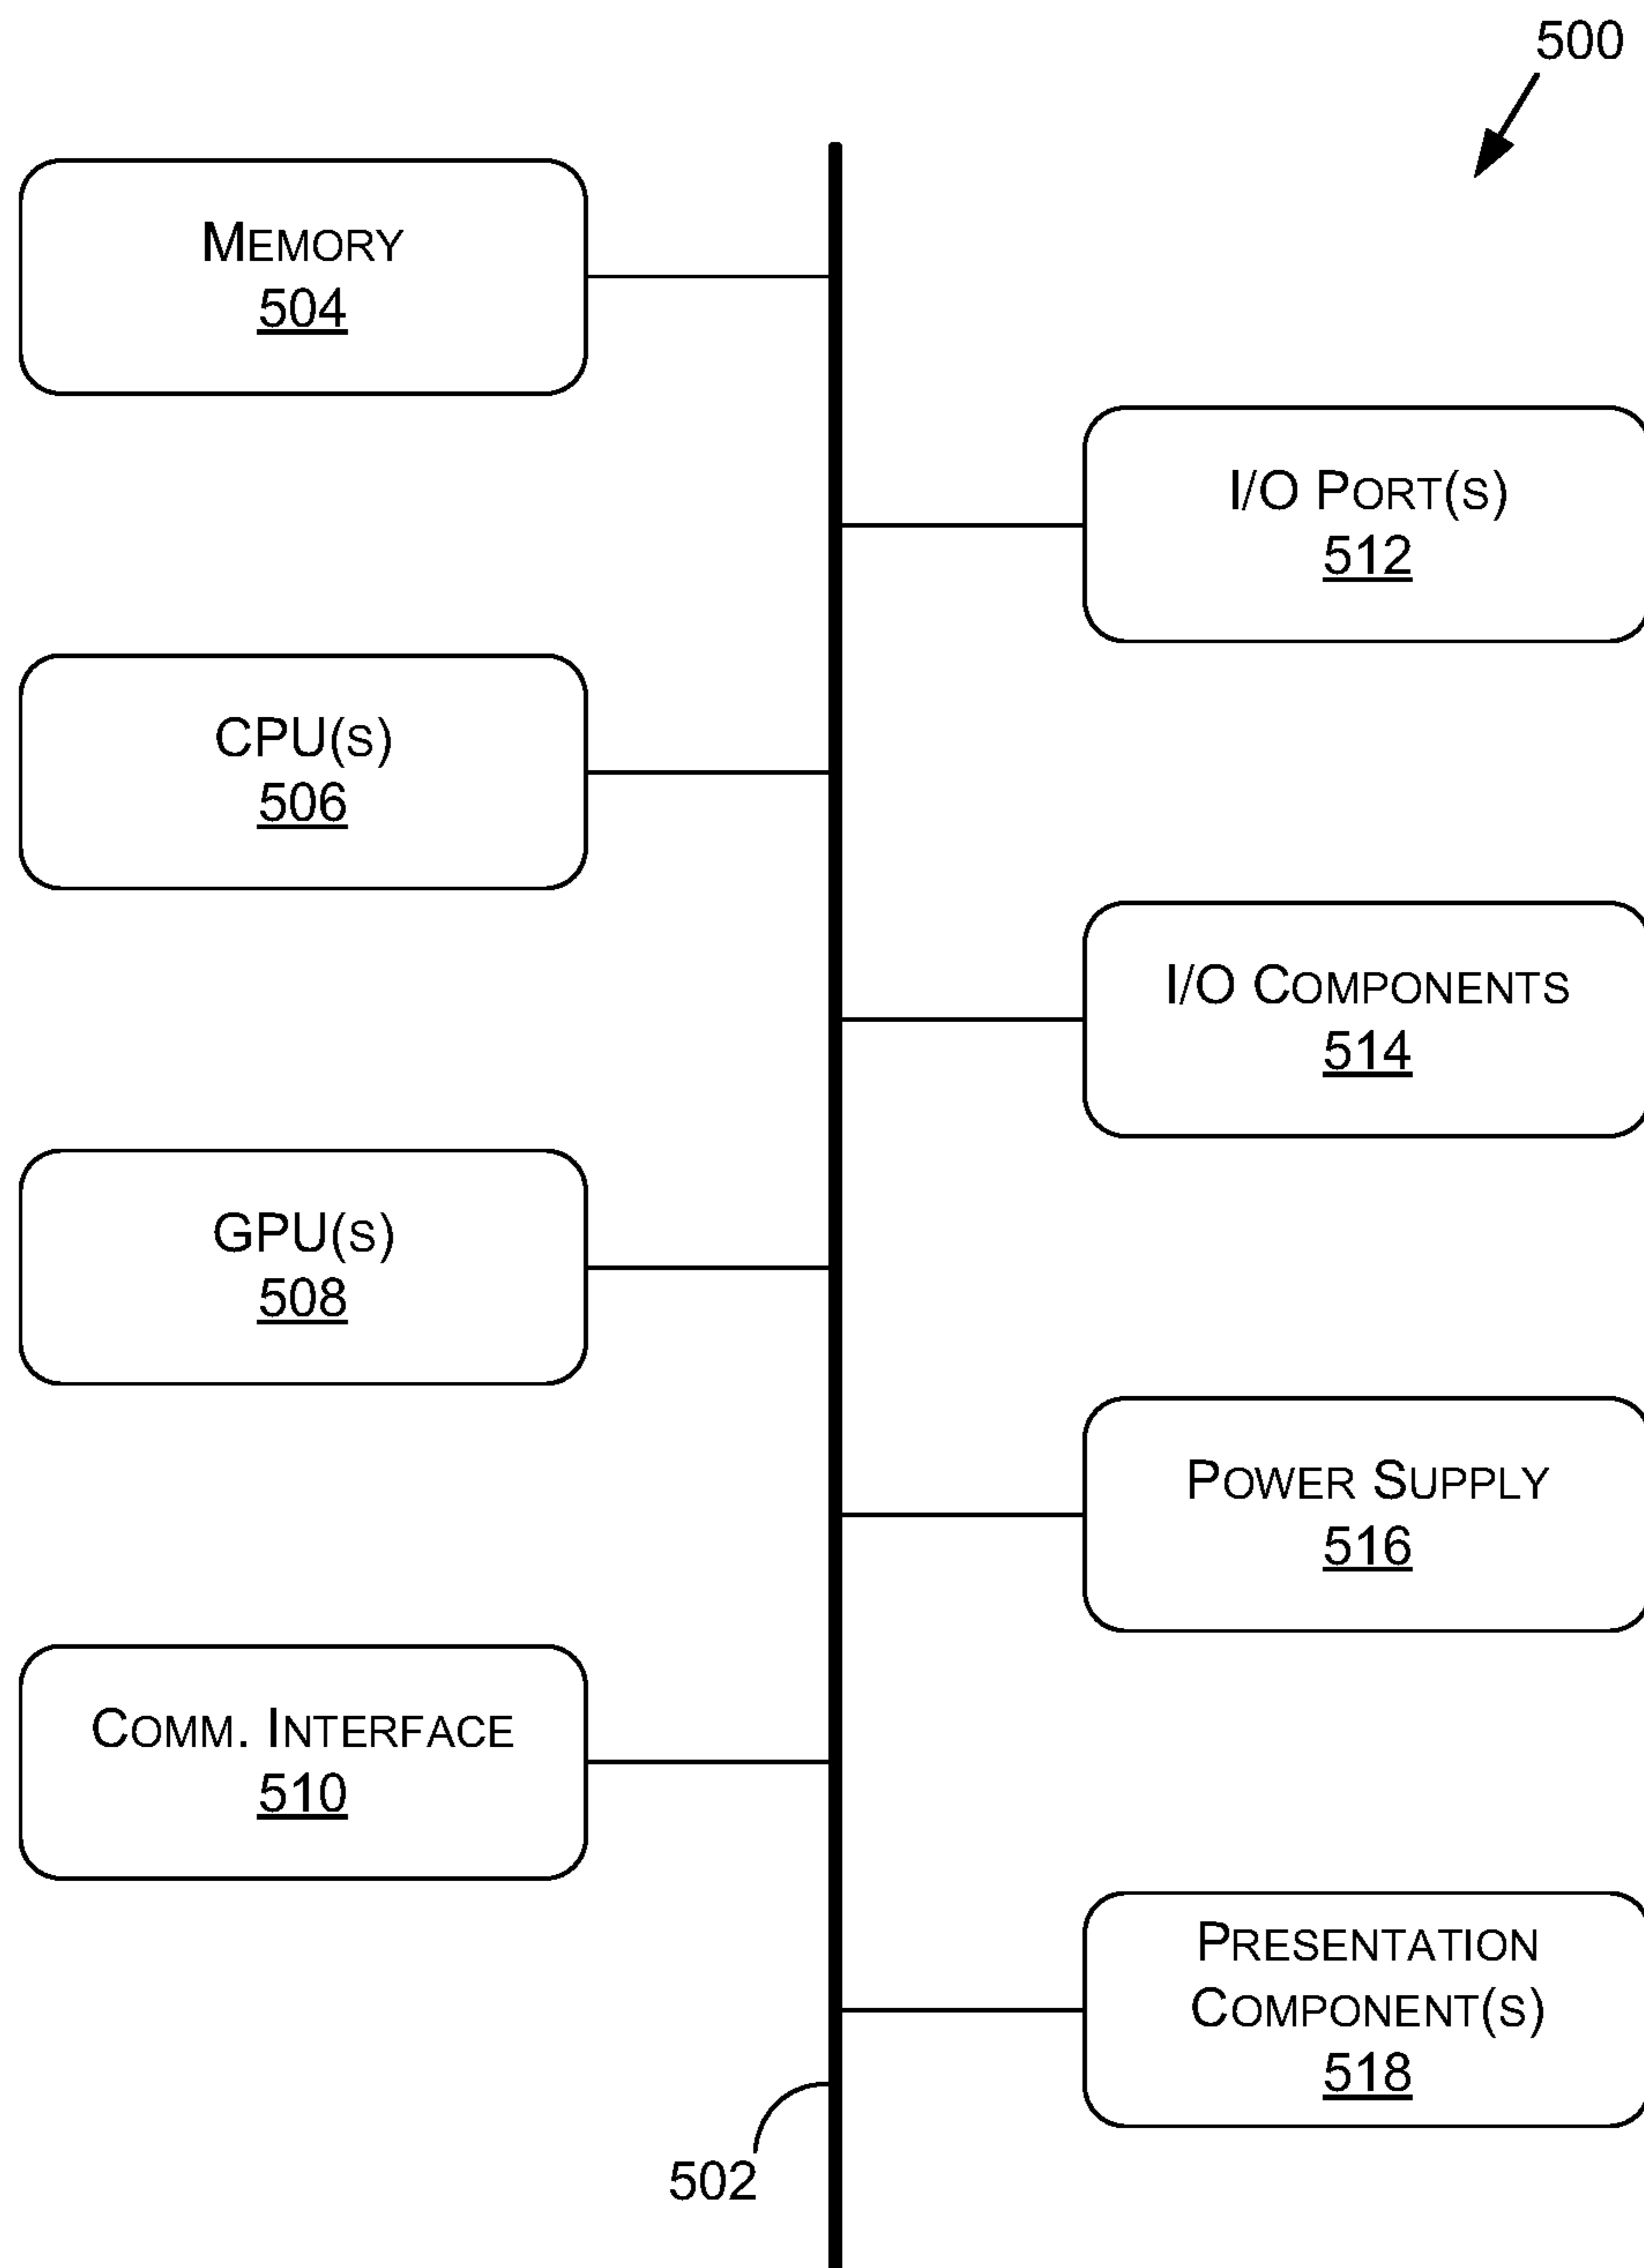 500
MEMORY
504
I/O PORT(S)
512
CPU(S)
506
I/O COMPONENTS
514
GPU(S)
508
POWER SUPPLY
516
COMM. INTERFACE
510
PRESENTATION
COMPONENT(S)
518
502